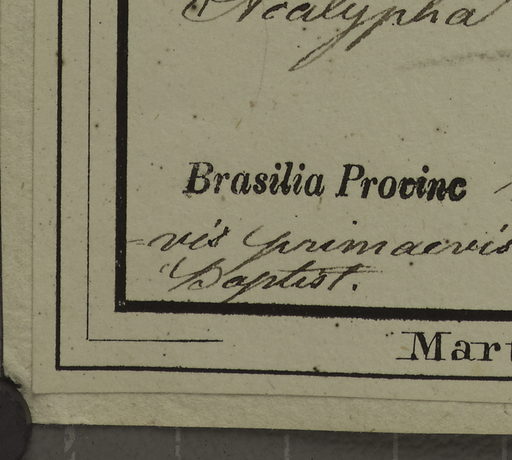 Acalypha
Brasilia Provinc
-vis primaevis
Baptist.
Mart